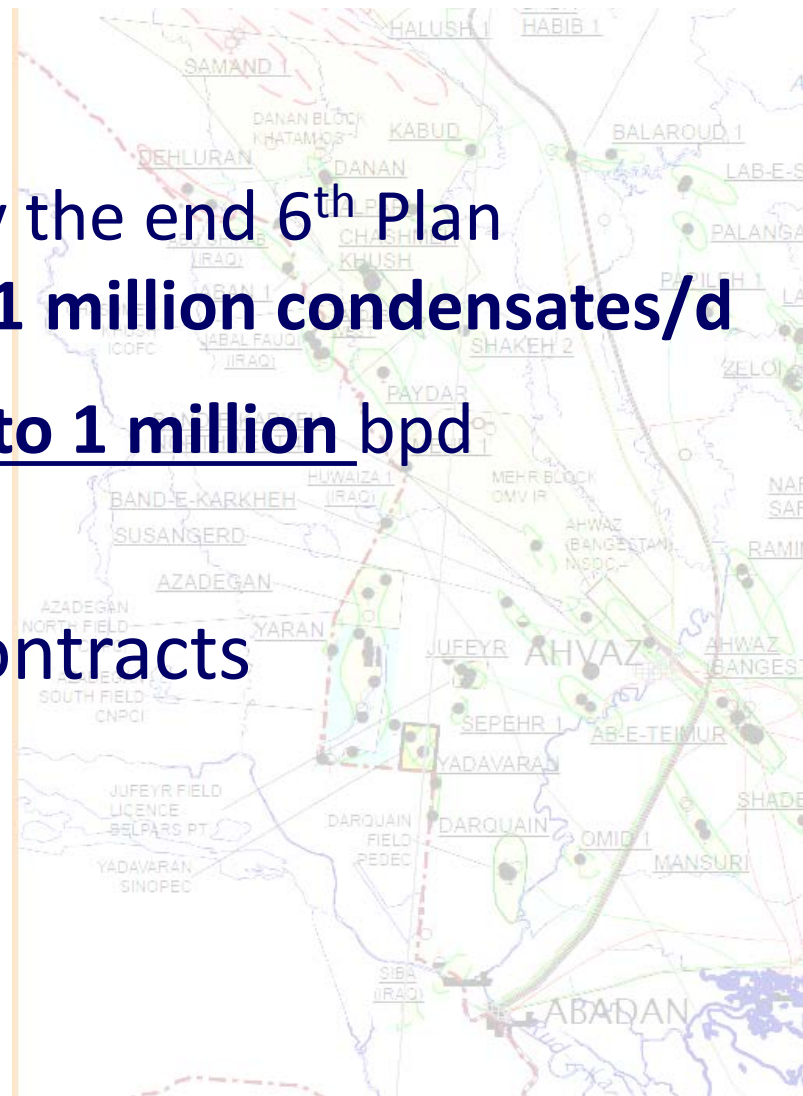 HALUSH 1
HABIB 1
SAMAND 1
DANAN BLOCK
KHATAM OS
KABUD
BALAROUD 1
DEHLURAN
DANAN
LAB-E-S
y the end 6th Plan
PALANGA
(IRAQ)
CHASHMEH
KHUSH
PAPILEH 1
1 million condensates/d
ICOFC
JABAL FAUQI
(IRAQ)
SHAKEH 2
ZELOI
PAYDAR
to 1 million bpd
HUWAIZA 1
(IRAQ)
MEHR BLOCK
OMV IR
BAND-E-KARKHEH
SUSANGERD
AHWAZ
(BANGESTAN)
NISOC
RAMIN
AZADEGAN
AZADEGAN
NORTH FIELD
YARAN
ontracts
JUFEYR
AHVAZ
AHWAZ
(BANGEST
SOUTH FIELD
CNPCI
SEPEHR 1
AB-E-TEIMUR
YADAVARAN
JUFEYR FIELD
LICENCE
BELPARS PT
SHADE
DARQUAIN
FIELD
PEDEC
DARQUAIN
OMID 1
MANSURI
YADAVARAN
SINOPEC
SIBA
(IRAQ)
ABADAN